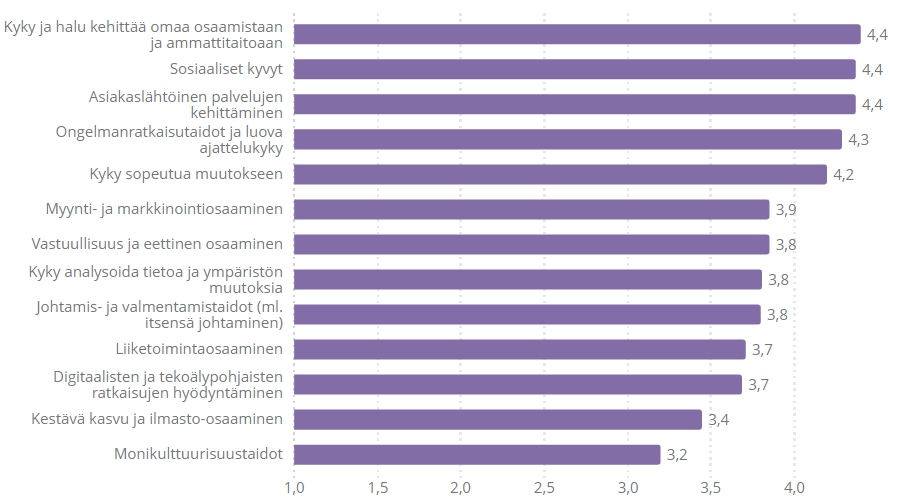 Kyky ja halu kehittää omaa osaamistaan
ja ammattitaitoaan
4,4
Sosiaaliset kyvyt
4,4
Asiakaslähtöinen palvelujen
kehittäminen
4,4
Ongelmanratkaisutaidot ja luova
ajattelukyky
4,3
Kyky sopeutua muutokseen
4,2
Myynti- ja markkinointiosaaminen
3,9
Vastuullisuus ja eettinen osaaminen
3,8
Kyky analysoida tietoa ja ympäristön
muutoksia
3,8
Johtamis- ja valmentamistaidot (ml.
itsensä johtaminen)
3,8
Liiketoimintaosaaminen
3,7
Digitaalisten ja tekoälypohjaisten
ratkaisujen hyödyntäminen
3,7
Kestävä kasvu ja ilmasto-osaaminen
3,4
Monikulttuurisuustaidot
3,2
1,0 1,5 2,0 2,5 3,0 3,5 4,0